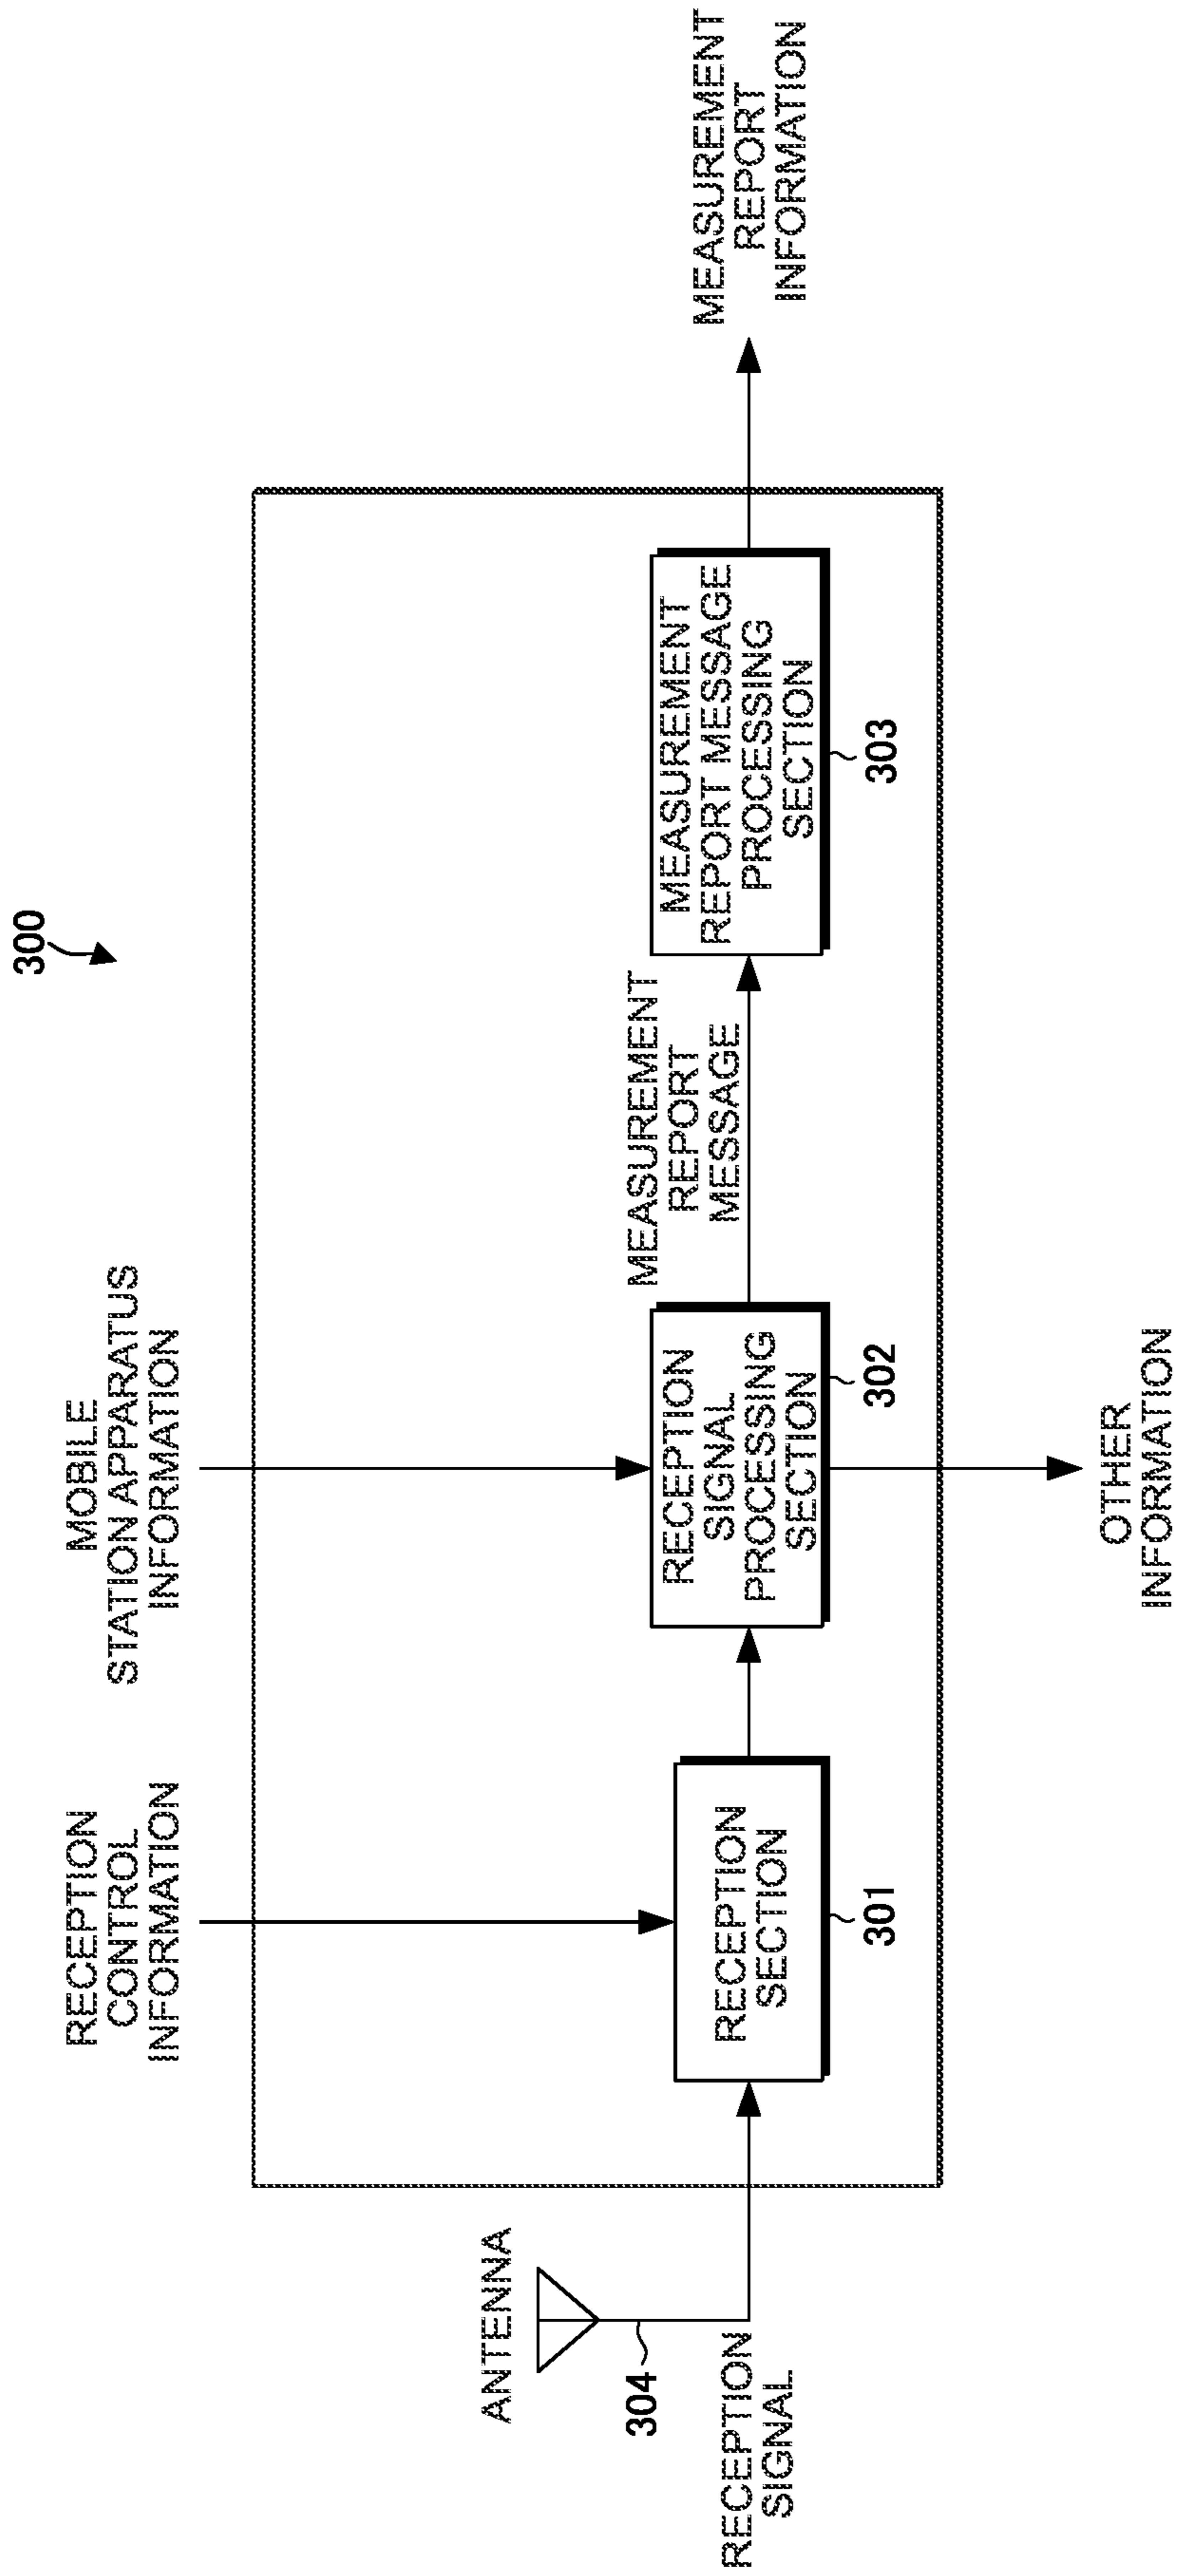 300
RECEPTION
CONTROL
INFORMATION
MOBILE
STATION APPARATUS
INFORMATION
ANTENNA
304
RECEPTION
SIGNAL
RECEPTION
SECTION
301
RECEPTION
SIGNAL
PROCESSING
SECTION
302
MEASUREMENT
REPORT
MESSAGE
MEASUREMENT
REPORT MESSAGE
PROCESSING
SECTION
303
MEASUREMENT
REPORT
INFORMATION
OTHER
INFORMATION